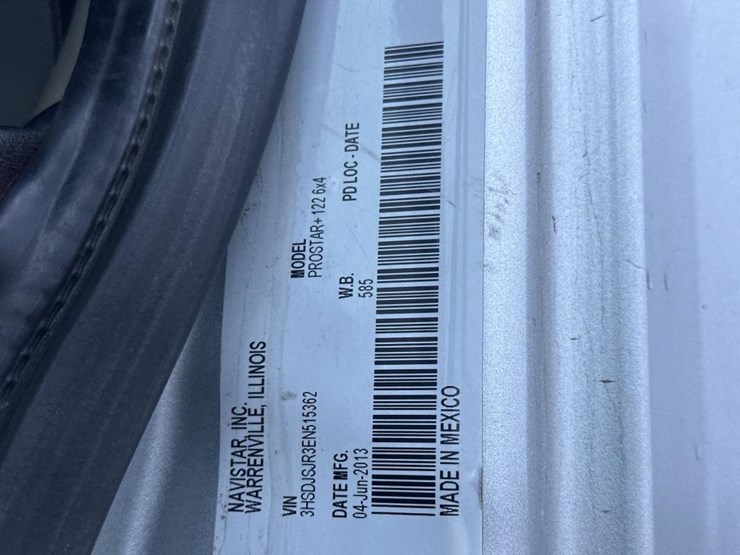 NAVISTAR, INC.
WARRENVILLE, ILLINOIS
VIN MODEL
3HSDJSJR3EN515362 PROSTAR+ 122 6x4
DATE MFG. W.B. PD LOC - DATE
04-Jun-2013 585
MADE IN MEXICO